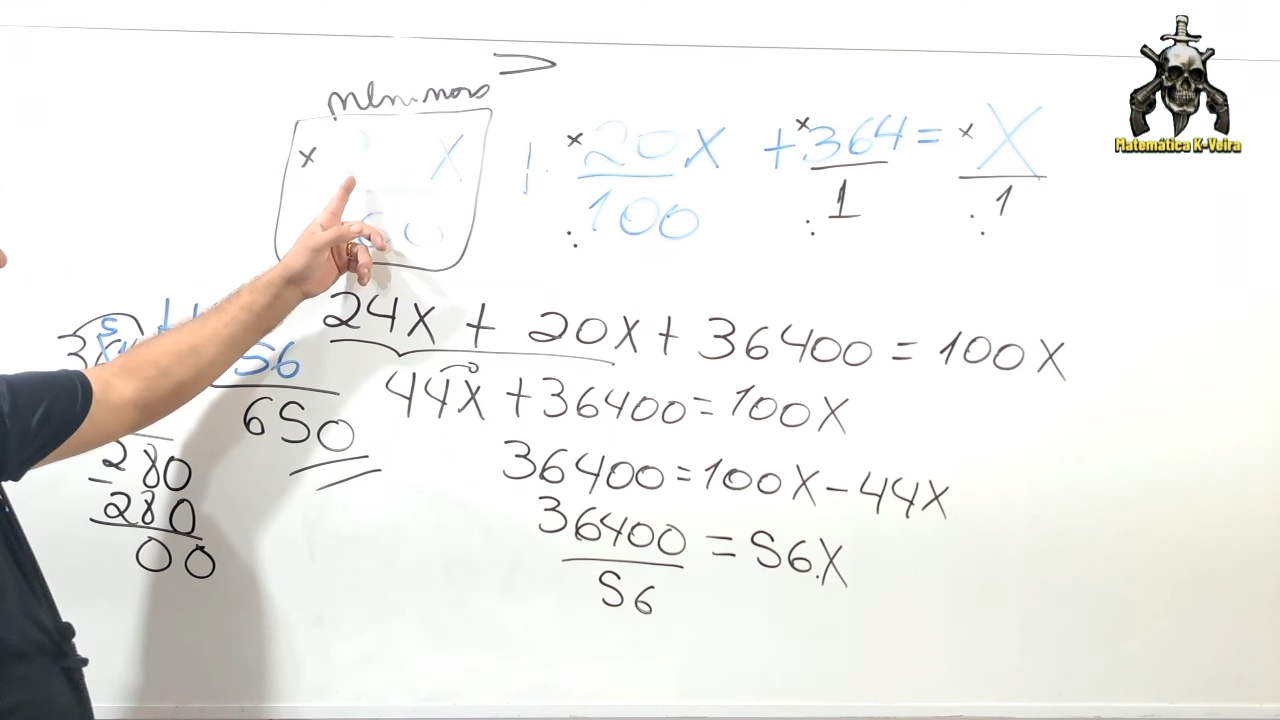 meninos >
x X + x 20X + x 364 = x X
100 1 1
24X + 20X + 36400 = 100X
44X + 36400 = 100X
36400 = 100X - 44X
36400 = 56X
56
56
650
- 280
280
00
Matemática K-Veira